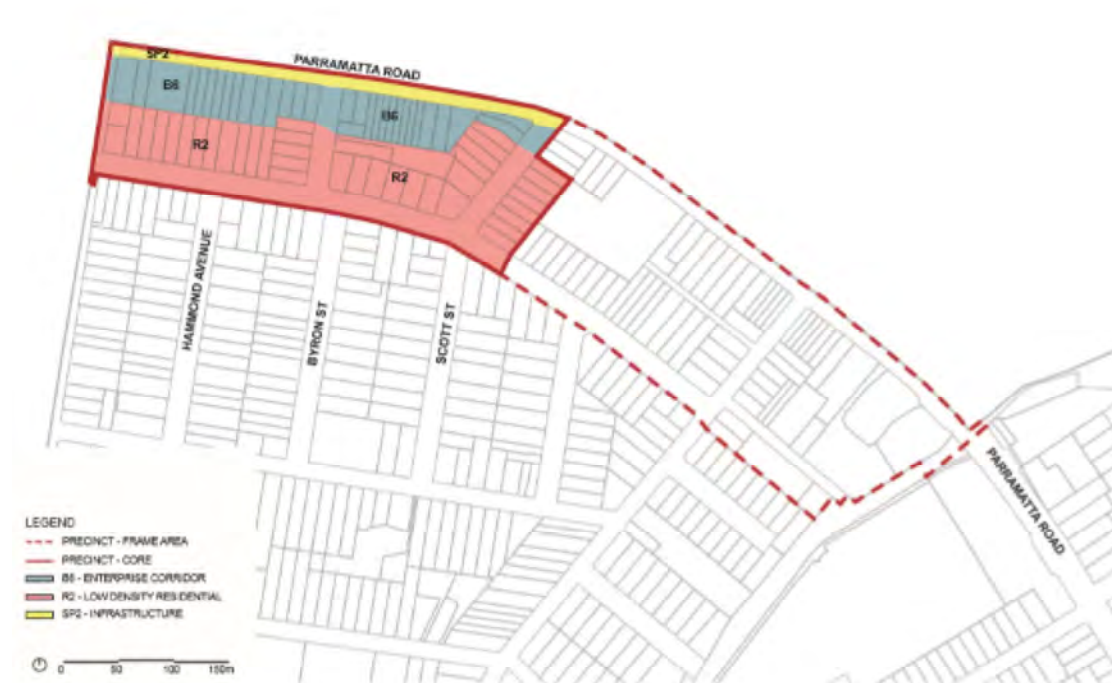 SP2
PARRAMATTA ROAD
B6
B6
R2
R2
HAMMOND AVENUE
BYRON ST
SCOTT ST
PARRAMATTA ROAD
LEGEND
PRECINCT - FRAME AREA
PRECINCT - CORE
B6 - ENTERPRISE CORRIDOR
R2 - LOW DENSITY RESIDENTIAL
SP2 - INFRASTRUCTURE
0 50 100 150m